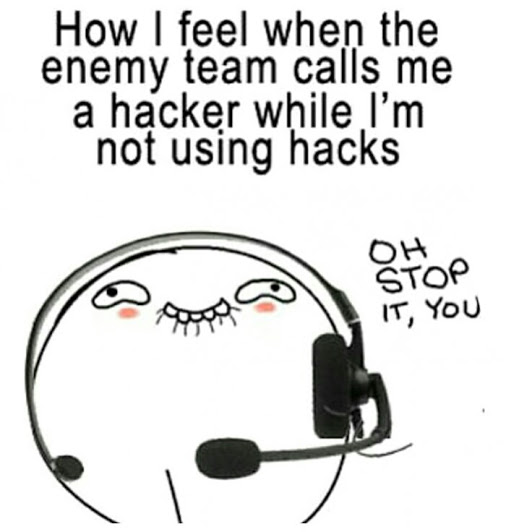 How I feel when the
enemy team calls me
a hacker while I'm
not using hacks
OH
STOP
IT, YOU